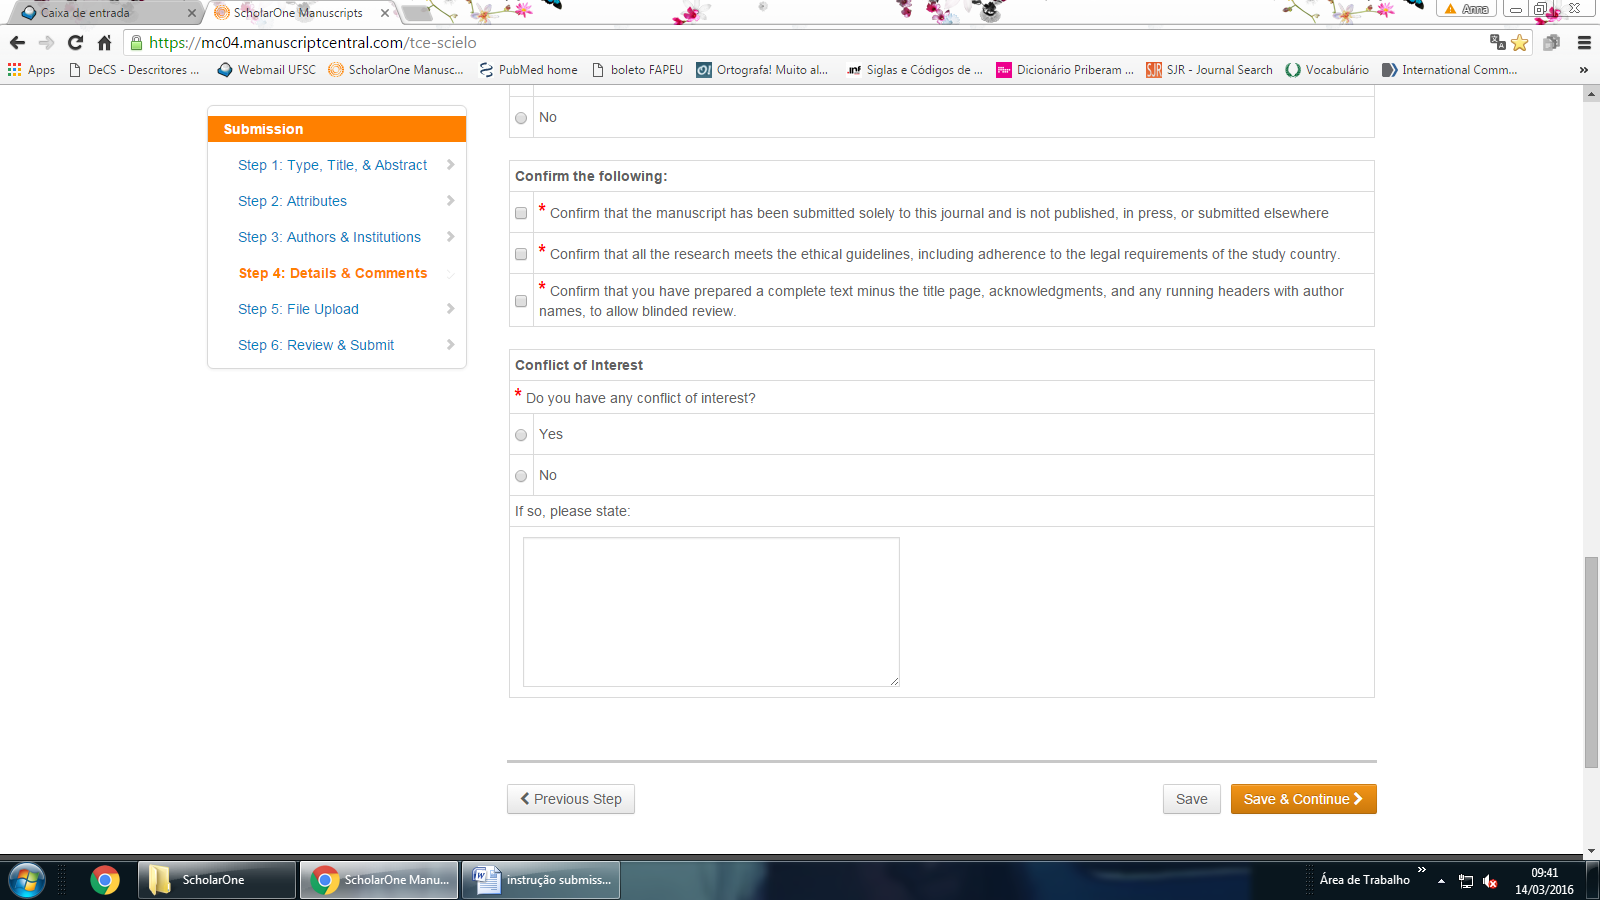 Caixa de entrada
ScholarOne Manuscripts
Anna
https://mc04.manuscriptcentral.com/tce-scielo
Apps
DeCS - Descritores ...
Webmail UFSC
ScholarOne Manusc...
PubMed home
boleto FAPEU
Ortografa! Muito al...
Siglas e Códigos de ...
Dicionário Priberam ...
SJR - Journal Search
Vocabulário
International Comm...
»
Submission
Step 1: Type, Title, & Abstract
Step 2: Attributes
Step 3: Authors & Institutions
Step 4: Details & Comments
Step 5: File Upload
Step 6: Review & Submit
No
Confirm the following:
* Confirm that the manuscript has been submitted solely to this journal and is not published, in press, or submitted elsewhere
* Confirm that all the research meets the ethical guidelines, including adherence to the legal requirements of the study country.
* Confirm that you have prepared a complete text minus the title page, acknowledgments, and any running headers with author
names, to allow blinded review.
Conflict of Interest
* Do you have any conflict of interest?
Yes
No
If so, please state:
Previous Step
Save
Save & Continue
ScholarOne
ScholarOne Manu...
instrução submiss...
Área de Trabalho
»
09:41
14/03/2016